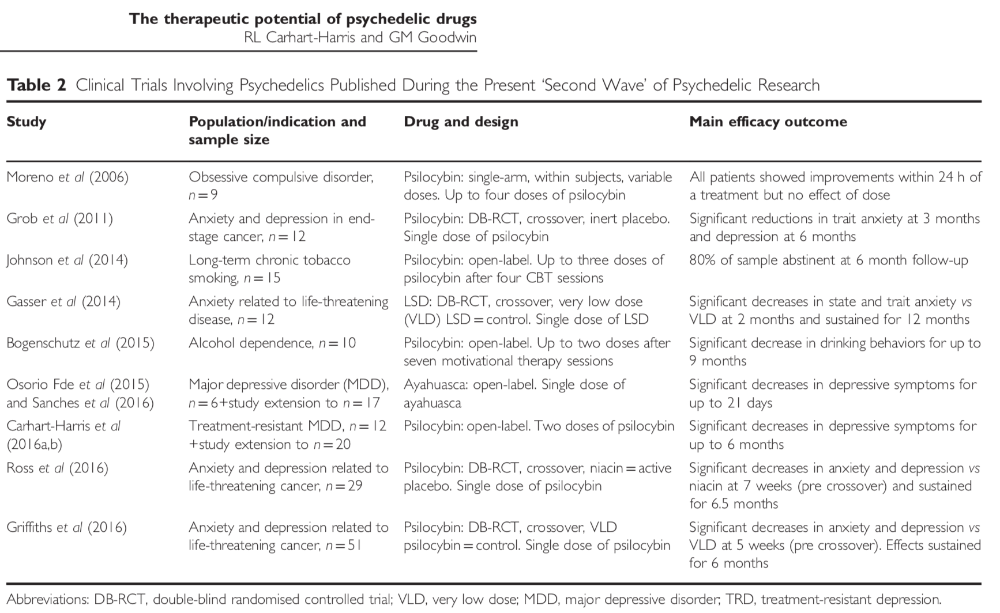 The therapeutic potential of psychedelic drugs
RL Carhart-Harris and GM Goodwin
Table 2 Clinical Trials Involving Psychedelics Published During the Present ‘Second Wave’ of Psychedelic Research
Study
Population/indication and
sample size
Drug and design
Main efficacy outcome
Moreno et al (2006)
Obsessive compulsive disorder,
n=9
Psilocybin: single-arm, within subjects, variable
doses. Up to four doses of psilocybin
All patients showed improvements within 24 h of
a treatment but no effect of dose
Grob et al (2011)
Anxiety and depression in end-
stage cancer, n=12
Psilocybin: DB-RCT, crossover, inert placebo.
Single dose of psilocybin
Significant reductions in trait anxiety at 3 months
and depression at 6 months
Johnson et al (2014)
Long-term chronic tobacco
smoking, n=15
Psilocybin: open-label. Up to three doses of
psilocybin after four CBT sessions
80% of sample abstinent at 6 month follow-up
Gasser et al (2014)
Anxiety related to life-threatening
disease, n=12
LSD: DB-RCT, crossover, very low dose
(VLD) LSD=control. Single dose of LSD
Significant decreases in state and trait anxiety vs
VLD at 2 months and sustained for 12 months
Bogenschutz et al (2015)
Alcohol dependence, n=10
Psilocybin: open-label. Up to two doses after
seven motivational therapy sessions
Significant decrease in drinking behaviors for up to
9 months
Osorio Fde et al (2015)
and Sanches et al (2016)
Major depressive disorder (MDD),
n=6+study extension to n=17
Ayahuasca: open-label. Single dose of
ayahuasca
Significant decreases in depressive symptoms for
up to 21 days
Carhart-Harris et al
(2016a,b)
Treatment-resistant MDD, n=12
+study extension to n=20
Psilocybin: open-label. Two doses of psilocybin
Significant decreases in depressive symptoms for
up to 6 months
Ross et al (2016)
Anxiety and depression related to
life-threatening cancer, n=29
Psilocybin: DB-RCT, crossover, niacin=active
placebo. Single dose of psilocybin
Significant decreases in anxiety and depression vs
niacin at 7 weeks (pre crossover) and sustained
for 6.5 months
Griffiths et al (2016)
Anxiety and depression related to
life-threatening cancer, n=51
Psilocybin: DB-RCT, crossover, VLD
psilocybin=control. Single dose of psilocybin
Significant decreases in anxiety and depression vs
VLD at 5 weeks (pre crossover). Effects sustained
for 6 months
Abbreviations: DB-RCT, double-blind randomised controlled trial; VLD, very low dose; MDD, major depressive disorder; TRD, treatment-resistant depression.